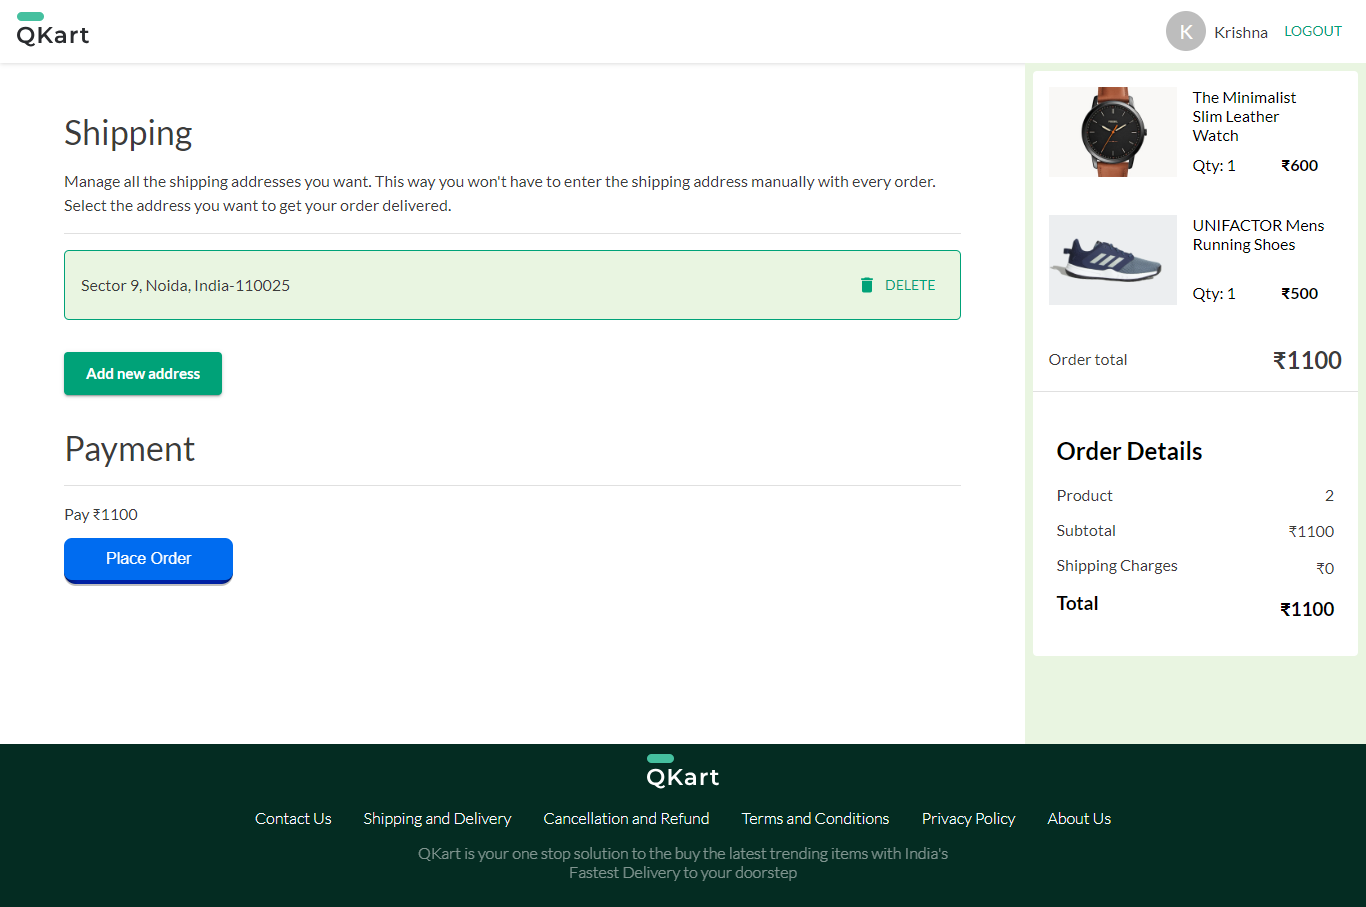 QKart
K
Krishna
LOGOUT
Shipping
Manage all the shipping addresses you want. This way you won't have to enter the shipping address manually with every order.
Select the address you want to get your order delivered.
Sector 9, Noida, India-110025
DELETE
Add new address
Payment
Pay ₹1100
Place Order
The Minimalist
Slim Leather
Watch
Qty: 1 ₹600
UNIFACTOR Mens
Running Shoes
Qty: 1 ₹500
Order total ₹1100
Order Details
Product 2
Subtotal ₹1100
Shipping Charges ₹0
Total ₹1100
QKart
Contact Us Shipping and Delivery Cancellation and Refund Terms and Conditions Privacy Policy About Us
QKart is your one stop solution to the buy the latest trending items with India's
Fastest Delivery to your doorstep